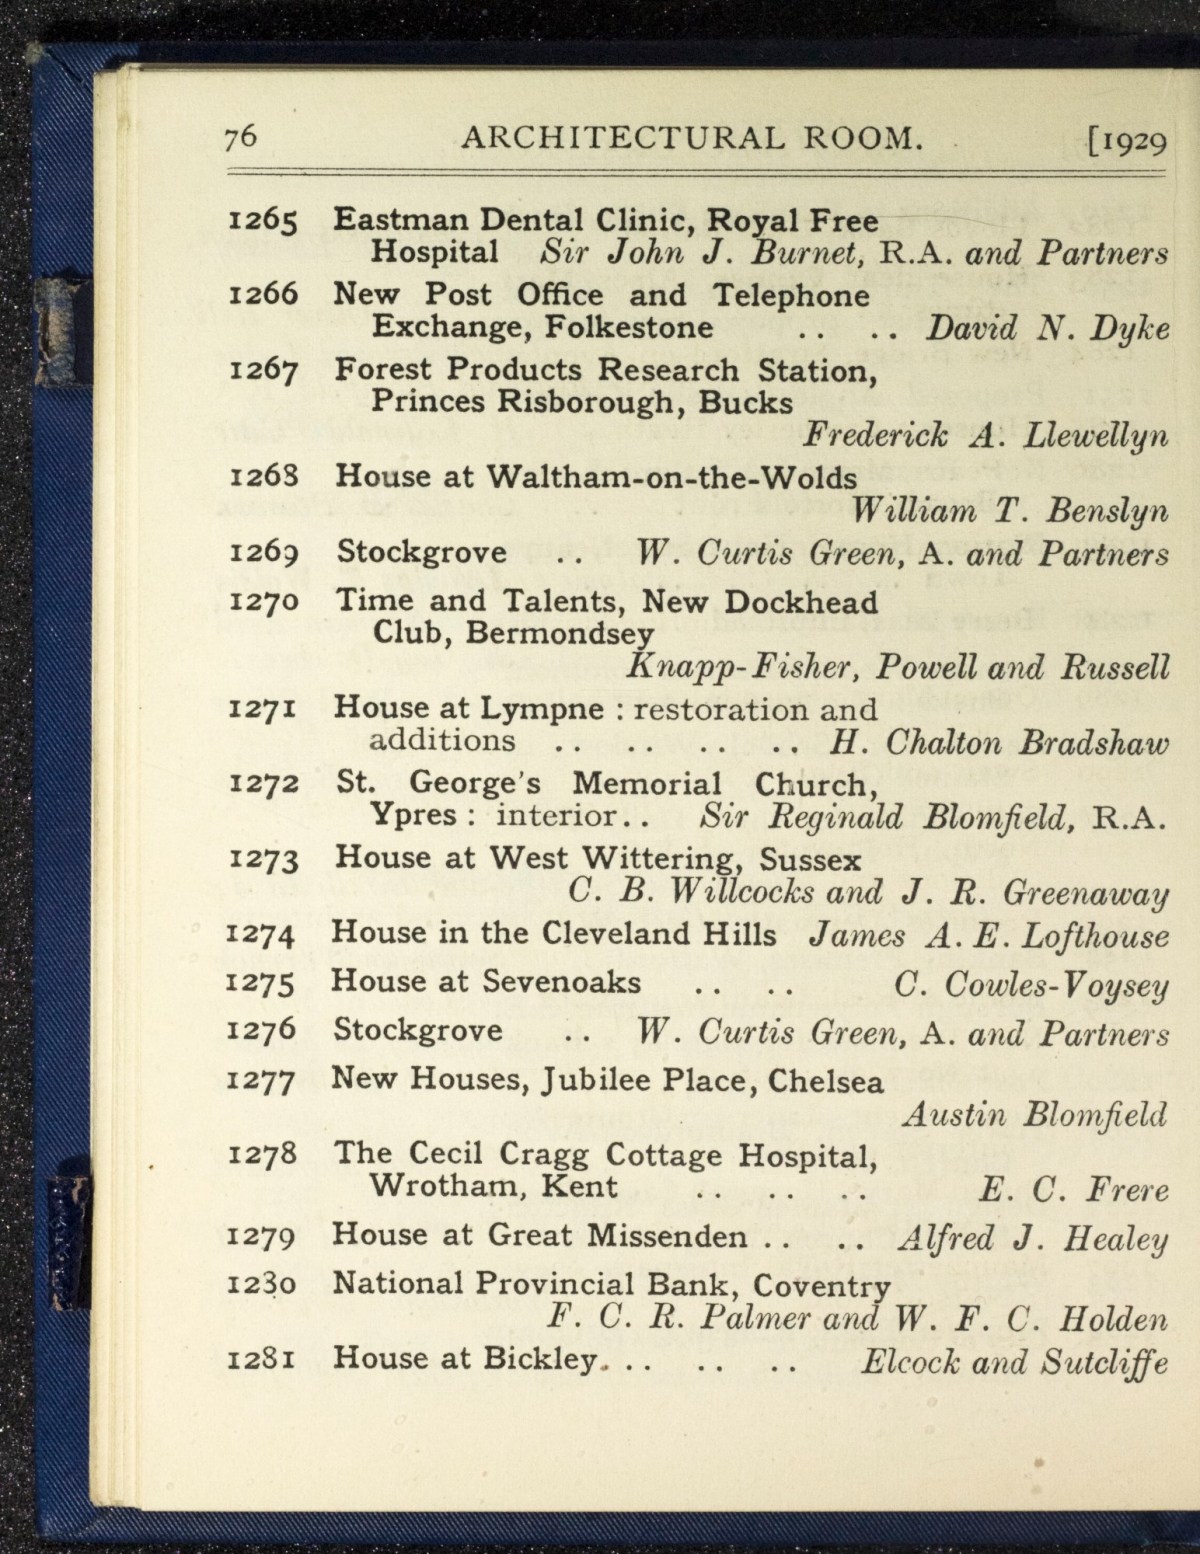 76 ARCHITECTURAL ROOM. [1929
1265 Eastman Dental Clinic, Royal Free
Hospital Sir John J. Burnet, R.A. and Partners
1266 New Post Office and Telephone
Exchange, Folkestone .. .. David N. Dyke
1267 Forest Products Research Station,
Princes Risborough, Bucks
Frederick A. Llewellyn
1268 House at Waltham-on-the-Wolds
William T. Benslyn
1269 Stockgrove .. W. Curtis Green, A. and Partners
1270 Time and Talents, New Dockhead
Club, Bermondsey
Knapp-Fisher, Powell and Russell
1271 House at Lympne : restoration and
additions .. .. .. .. H. Chalton Bradshaw
1272 St. George's Memorial Church,
Ypres : interior.. Sir Reginald Blomfield, R.A.
1273 House at West Wittering, Sussex
C. B. Willcocks and J. R. Greenaway
1274 House in the Cleveland Hills James A. E. Lofthouse
1275 House at Sevenoaks .. .. C. Cowles-Voysey
1276 Stockgrove .. W. Curtis Green, A. and Partners
1277 New Houses, Jubilee Place, Chelsea
Austin Blomfield
1278 The Cecil Cragg Cottage Hospital,
Wrotham, Kent .. .. .. E. C. Frere
1279 House at Great Missenden .. .. Alfred J. Healey
1280 National Provincial Bank, Coventry
F. C. R. Palmer and W. F. C. Holden
1281 House at Bickley. .. .. .. Elcock and Sutcliffe